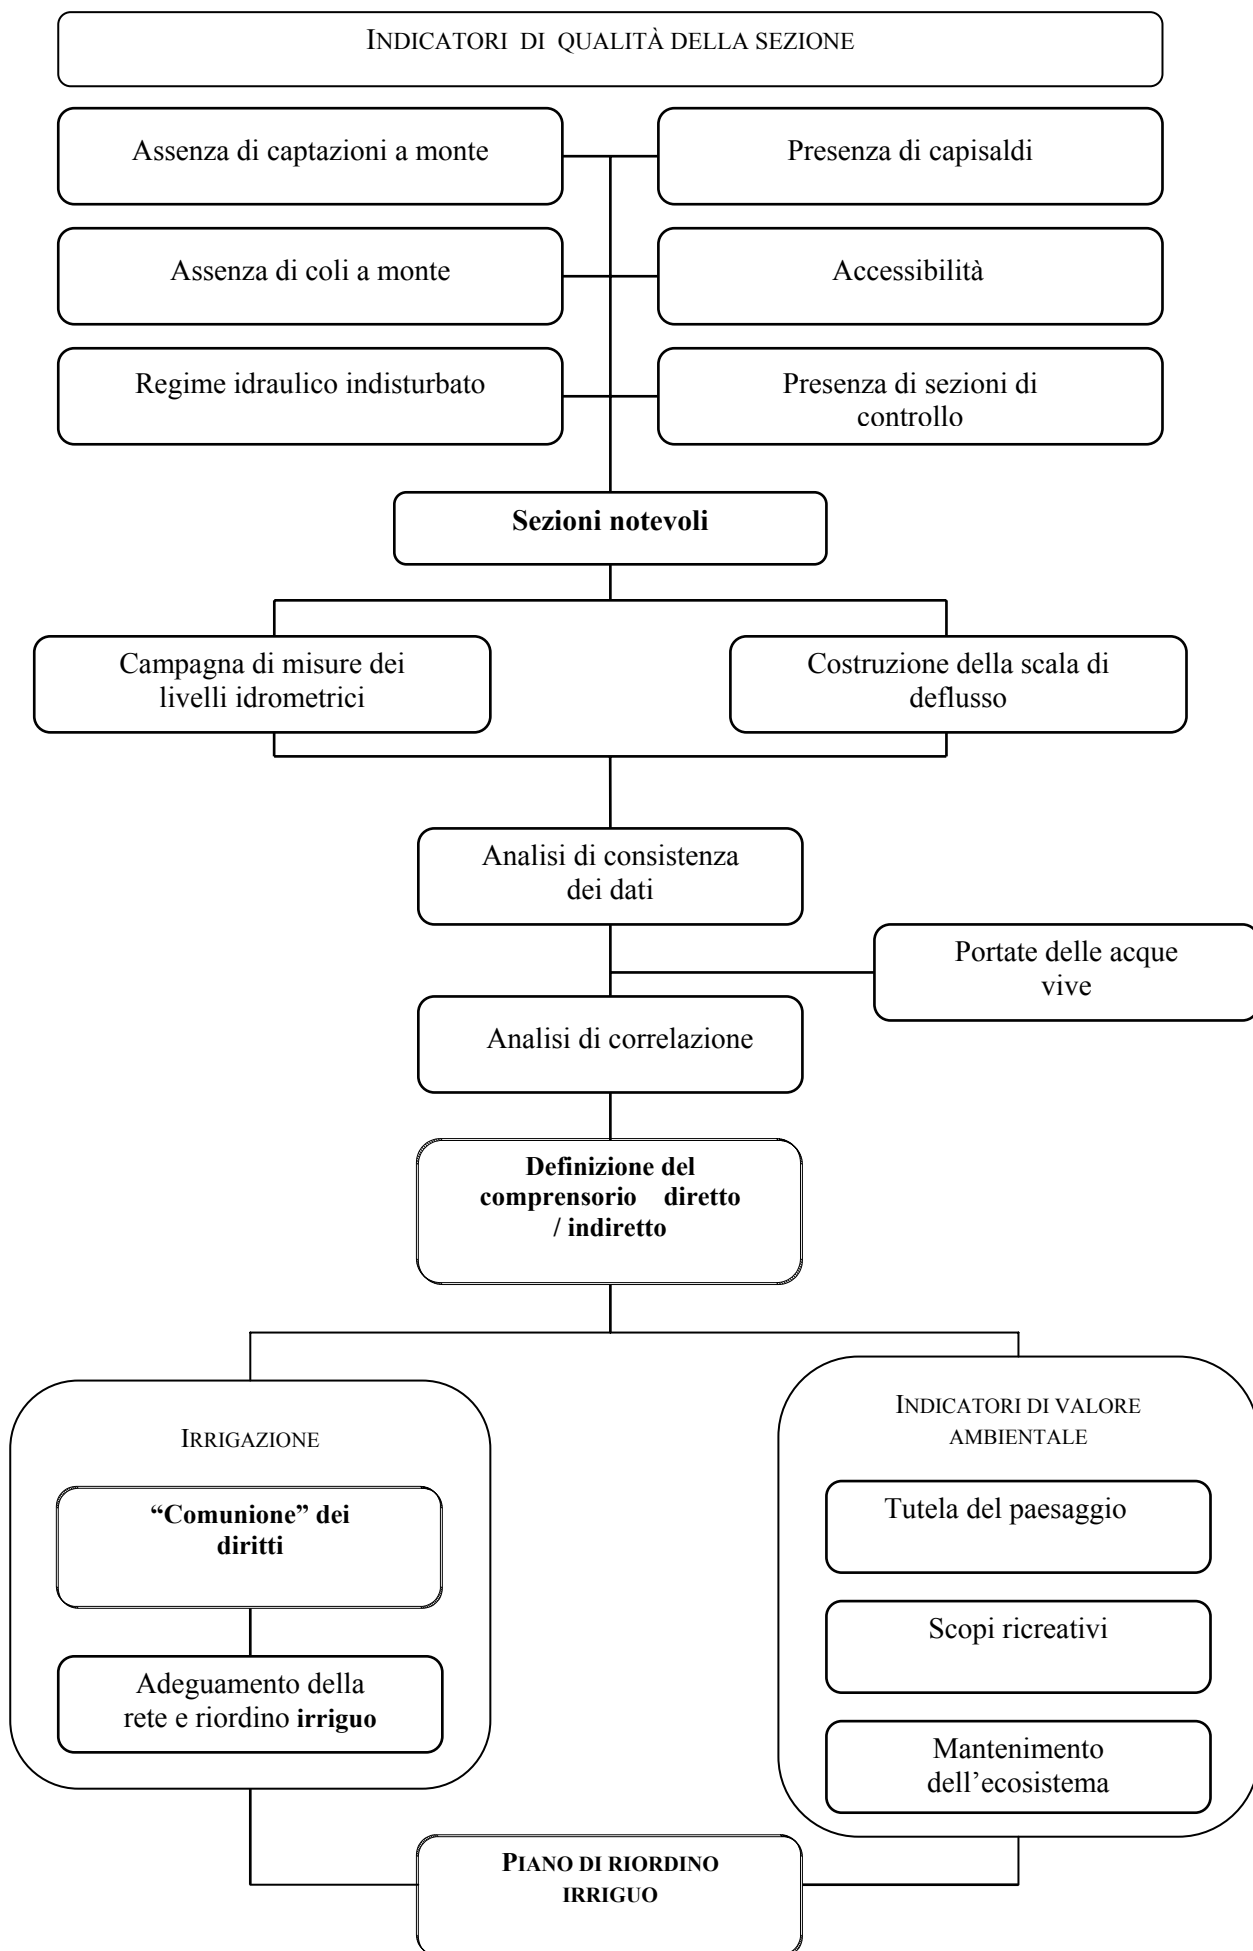 INDICATORI DI QUALITÀ DELLA SEZIONE
Assenza di captazioni a monte
Presenza di capisaldi
Assenza di coli a monte
Accessibilità
Regime idraulico indisturbato
Presenza di sezioni di
controllo
Sezioni notevoli
Campagna di misure dei
livelli idrometrici
Costruzione della scala di
deflusso
Analisi di consistenza
dei dati
Portate delle acque
vive
Analisi di correlazione
Definizione del
comprensorio diretto
/ indiretto
IRRIGAZIONE
“Comunione” dei
diritti
Adeguamento della
rete e riordino irriguo
INDICATORI DI VALORE
AMBIENTALE
Tutela del paesaggio
Scopi ricreativi
Mantenimento
dell’ecosistema
PIANO DI RIORDINO
IRRIGUO